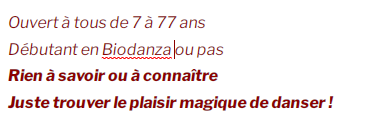 Ouvert à tous de 7 à 77 ans
Débutant en Biodanza ou pas
Rien à savoir ou à connaître
Juste trouver le plaisir magique de danser !